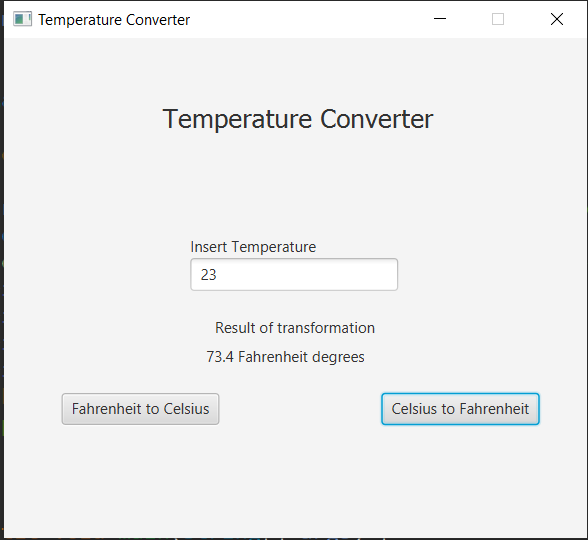 Temperature Converter
Temperature Converter
Insert Temperature
23
Result of transformation
73.4 Fahrenheit degrees
Fahrenheit to Celsius
Celsius to Fahrenheit